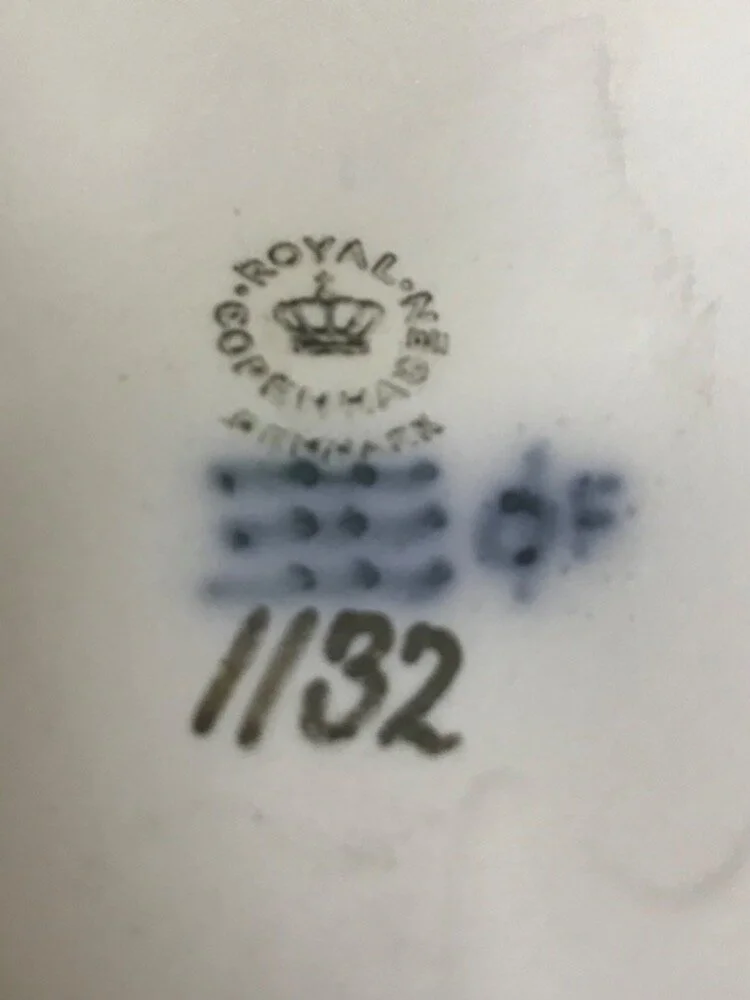 ROYAL
COPENHAGEN
DENMARK
F
1132